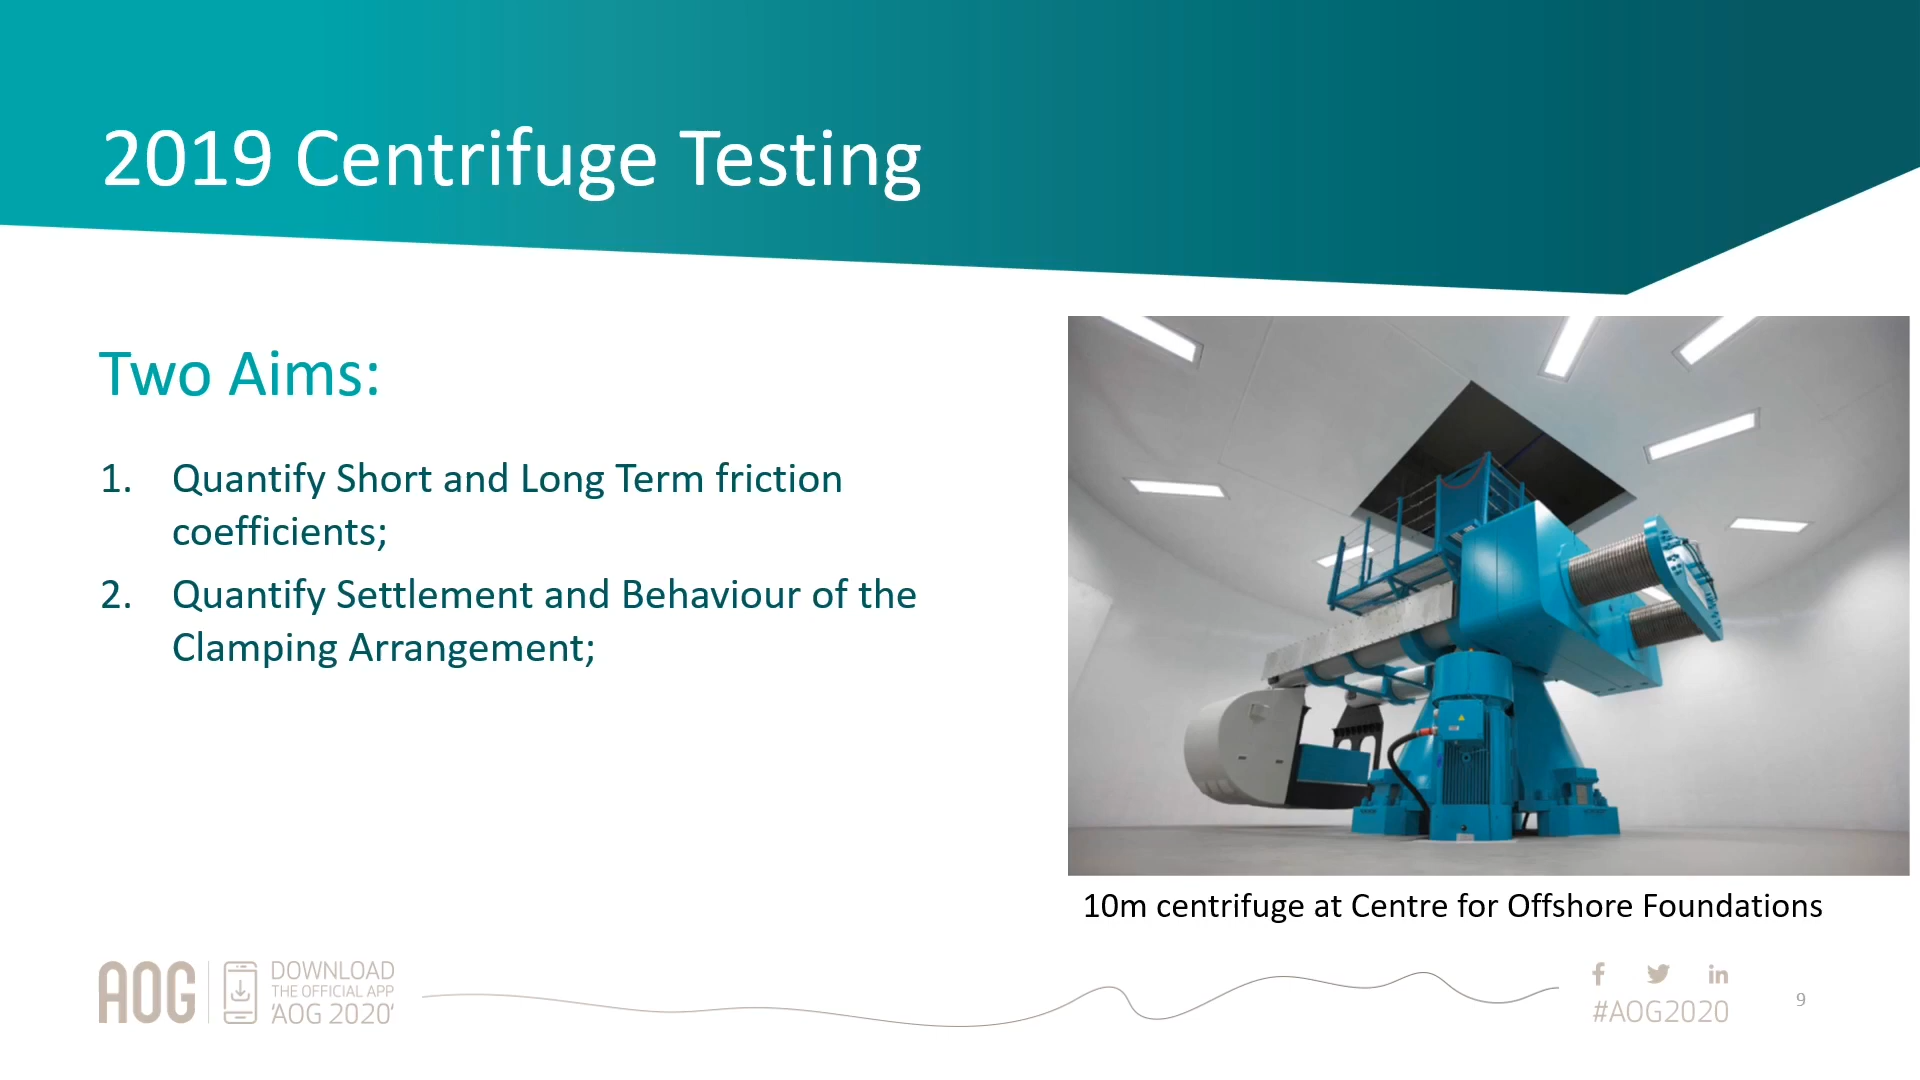 2019 Centrifuge Testing
Two Aims:
1. Quantify Short and Long Term friction
coefficients;
2. Quantify Settlement and Behaviour of the
Clamping Arrangement;
10m centrifuge at Centre for Offshore Foundations
AOG
DOWNLOAD
THE OFFICIAL APP
'AOG 2020'
f
in
#AOG2020
9